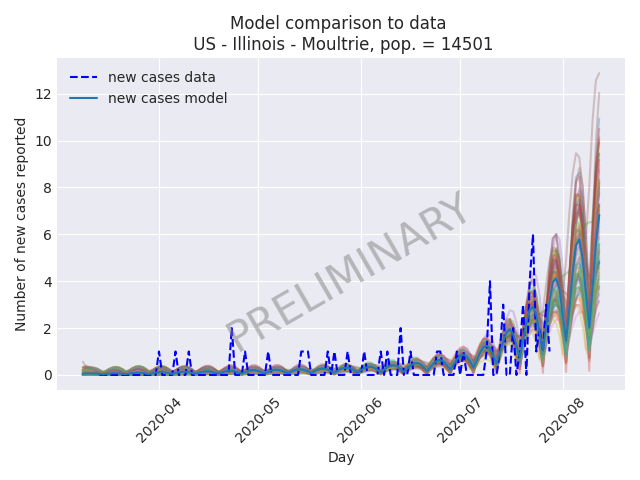 Model comparison to data
US - Illinois - Moultrie, pop. = 14501
new cases data
new cases model
Number of new cases reported
12
10
8
6
4
2
0
PRELIMINARY
2020-04
2020-05
2020-06
2020-07
2020-08
Day